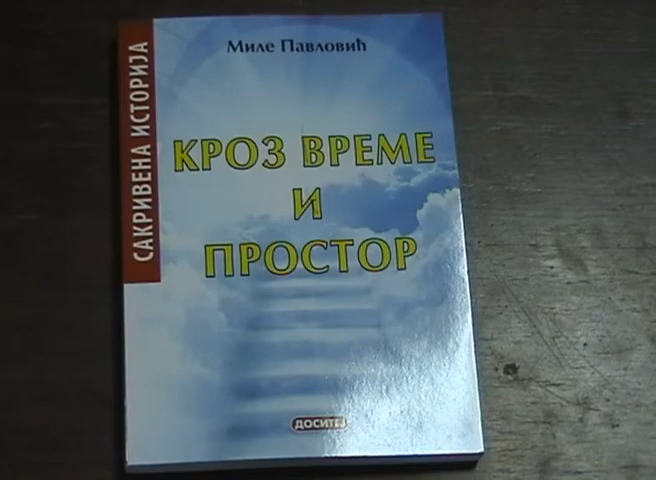 Миле Павловић
КРОЗ ВРЕМЕ
И
ПРОСТОР
САКРИВЕНА ИСТОРИЈА
ДОСИТЕЈ